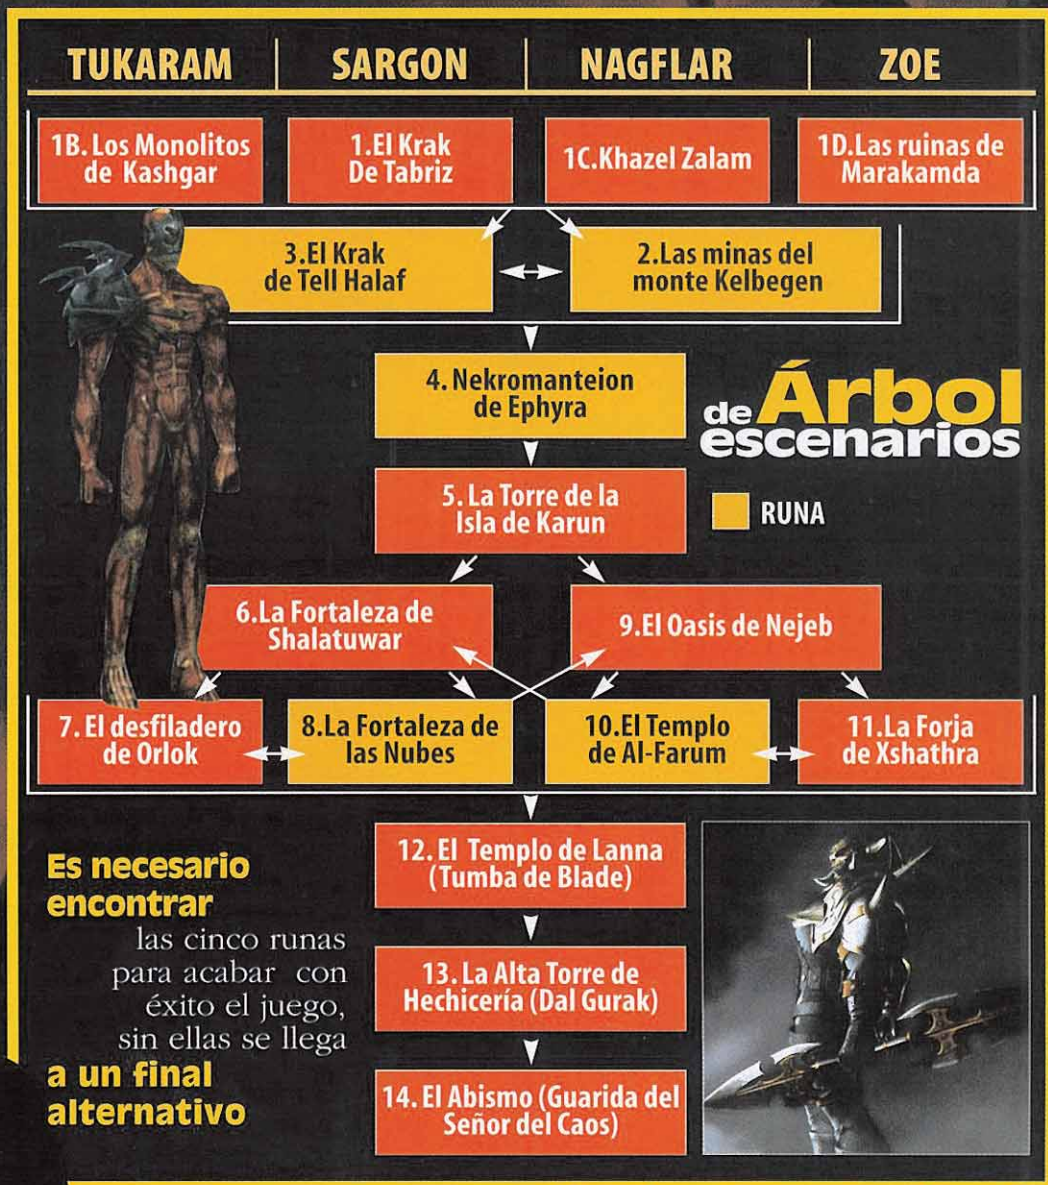 TUKARAM
SARGON
NAGFLAR
ZOE
1B. Los Monolitos
de Kashgar
1.El Krak
De Tabriz
1C.Khazel Zalam
1D.Las ruinas de
Marakamda
3.El Krak
de Tell Halaf
2.Las minas del
monte Kelbegen
4. Nekromanteion
de Ephyra
de Árbol
escenarios
5. La Torre de la
Isla de Karun
RUNA
6.La Fortaleza de
Shalatuwar
9.El Oasis de Nejeb
7. El desfiladero
de Orlok
8.La Fortaleza de
las Nubes
10.El Templo
de Al-Farum
11.La Forja
de Xshathra
12. El Templo de Lanna
(Tumba de Blade)
Es necesario
encontrar
las cinco runas
para acabar con
éxito el juego,
sin ellas se llega
a un final
alternativo
13. La Alta Torre de
Hechicería (Dal Gurak)
14. El Abismo (Guarida del
Señor del Caos)